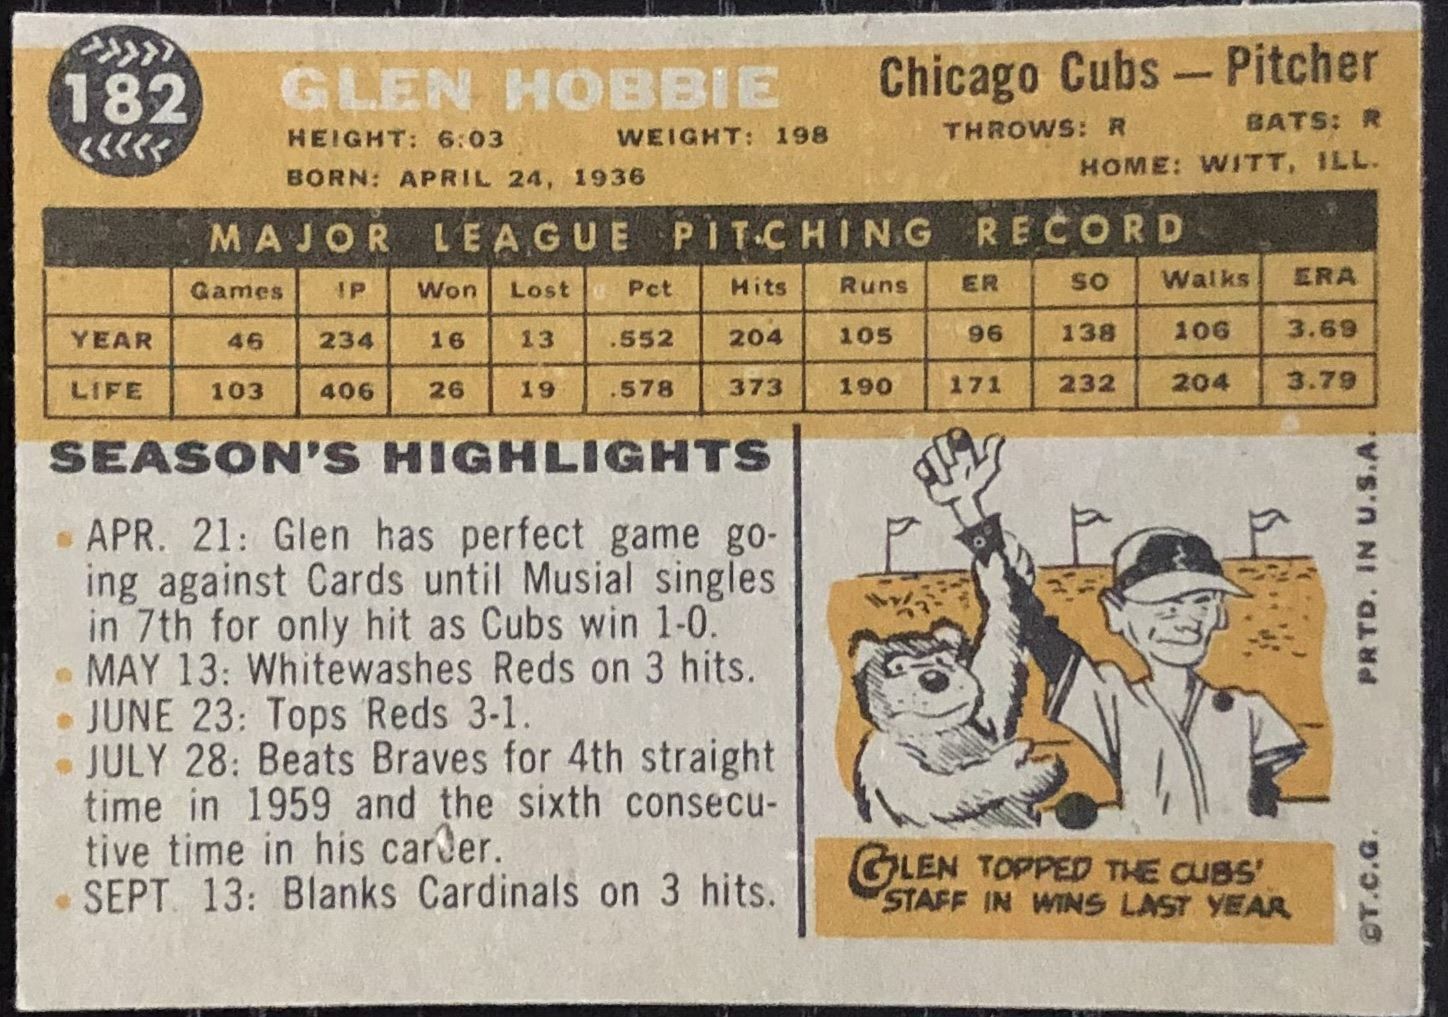 182
GLEN HOBBIE
Chicago Cubs — Pitcher
HEIGHT: 6:03 WEIGHT: 198 THROWS: R BATS: R
BORN: APRIL 24, 1936 HOME: WITT, ILL.
MAJOR LEAGUE PITCHING RECORD
Games IP Won Lost Pct Hits Runs ER SO Walks ERA
YEAR 46 234 16 13 .552 204 105 96 138 106 3.69
LIFE 103 406 26 19 .578 373 190 171 232 204 3.79
SEASON'S HIGHLIGHTS
• APR. 21: Glen has perfect game go-
ing against Cards until Musial singles
in 7th for only hit as Cubs win 1-0.
• MAY 13: Whitewashes Reds on 3 hits.
• JUNE 23: Tops Reds 3-1.
• JULY 28: Beats Braves for 4th straight
time in 1959 and the sixth consecu-
tive time in his career.
• SEPT. 13: Blanks Cardinals on 3 hits.
GLEN TOPPED THE CUBS'
STAFF IN WINS LAST YEAR
©T.C.G. PRTD. IN U.S.A.